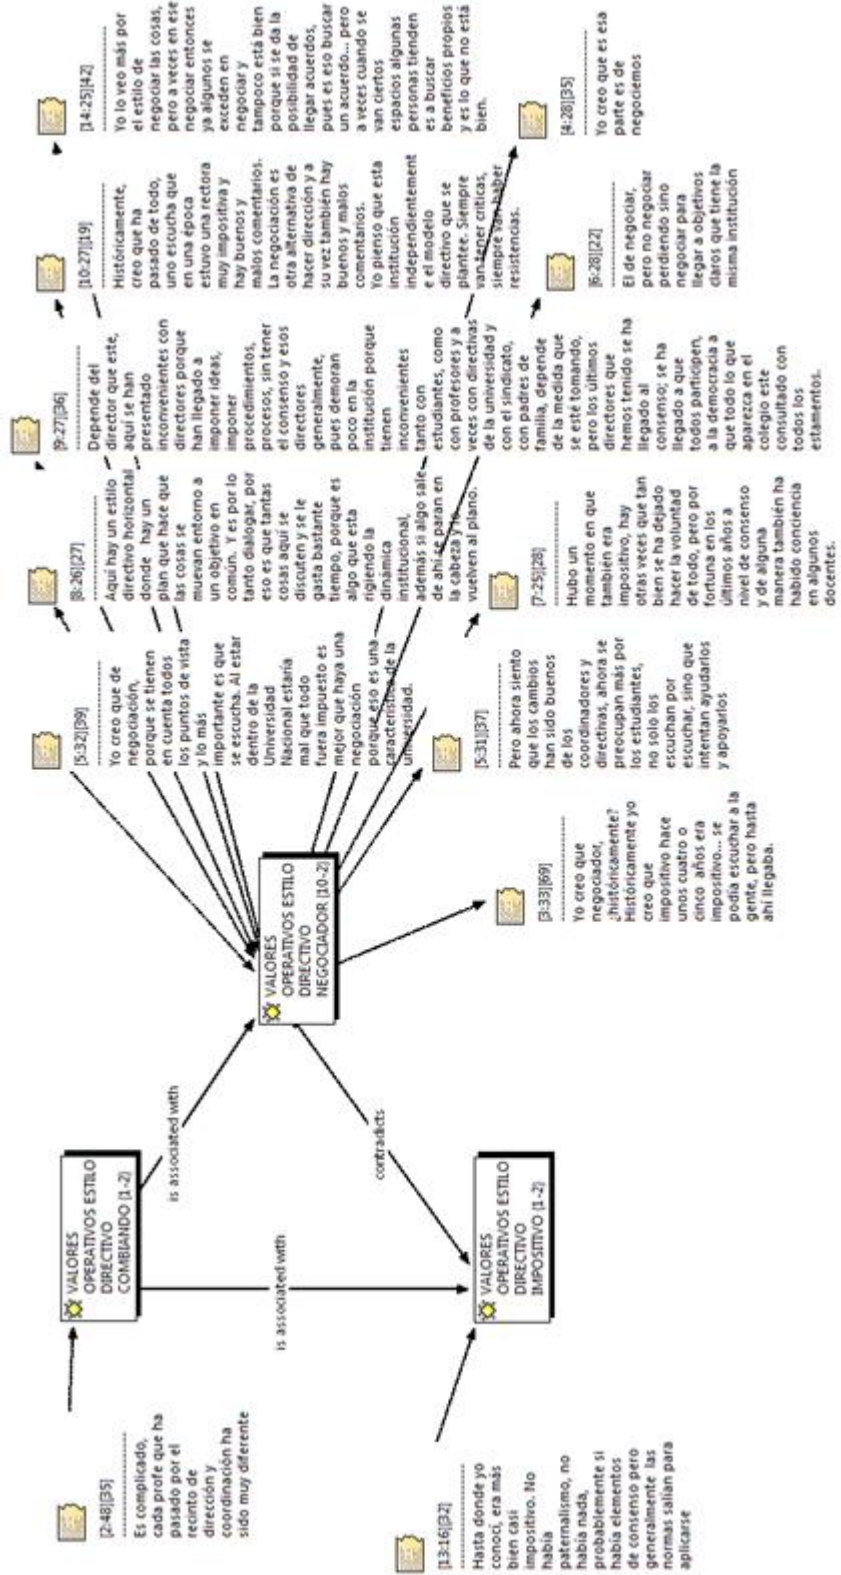 [5:32][39]
Yo creo que de
negociación,
porque se tienen
en cuenta todos
los puntos de vista
y lo más
importante es que
se escucha. Al estar
dentro de la
Universidad
Nacional estaría
mal que todo
fuera impuesto es
mejor que haya una
negociación
porque eso es una
característica de la
universidad.
[8:26][27]
Aquí hay un estilo
directivo horizontal
donde hay un
plan que hace que
las cosas se
muevan entorno a
un objetivo en
común. Y es por lo
tanto dialogar, por
eso es que tantas
cosas aquí se
discuten y se le
gasta bastante
tiempo, porque es
algo que esta
rigiendo la
dinámica
institucional,
además si algo sale
de ahí se paran en
la cabeza y
vuelven al plano.
[9:27][36]
Depende del
director que este,
aquí se han
presentado
inconvenientes con
directores porque
han llegado a
imponer ideas,
imponer
procedimientos,
procesos, sin tener
el consenso y esos
directores
generalmente,
pues demoran
poco en la
institución porque
tienen
inconvenientes
tanto con
estudiantes, como
con profesores y a
veces con directivas
de la universidad y
con el sindicato,
con padres de
familia, depende
de la medida que
se esté tomando,
pero los últimos
directores que
hemos tenido se ha
llegado al
consenso; se ha
llegado a que
todos participen,
a la democracia a
que todo lo que
aparezca en el
colegio este
consultado con
todos los
estamentos.
[10:27][19]
Históricamente,
creo que ha
pasado de todo,
uno escucha que
en una época
estuvo una rectora
muy impositiva y
hay buenos y
malos comentarios.
La negociación es
otra alternativa de
hacer dirección y a
su vez también hay
buenos y malos
comentarios.
Yo pienso que esta
institución
independientement
e el modelo
directivo que se
plantee. Siempre
van tener criticas,
siempre van haber
resistencias.
[14:25][42]
Yo lo veo más por
el estilo de
negociar las cosas,
pero a veces en ese
negociar entonces
ya algunos se
exceden en
negociar y
tampoco está bien
porque si se da la
posibilidad de
llegar acuerdos,
pues es eso buscar
un acuerdo... pero
a veces cuando se
van ciertos
espacios algunas
personas tienden
es a buscar
beneficios propios
y es lo que no está
bien.
[2:48][35]
Es complicado,
cada profe que ha
pasado por el
recinto de
dirección y
coordinación ha
sido muy diferente
VALORES
OPERATIVOS ESTILO
DIRECTIVO
COMBIANDO {1-2}
is associated with
VALORES
OPERATIVOS ESTILO
DIRECTIVO
NEGOCIADOR {10-2}
is associated with
contradicts
[13:16][32]
Hasta donde yo
conocí, era más
bien casi
impositivo. No
había
paternalismo, no
había nada,
probablemente si
había elementos
de consenso pero
generalmente las
normas salían para
aplicarse
VALORES
OPERATIVOS ESTILO
DIRECTIVO
IMPOSITIVO {1-2}
[3:33][69]
Yo creo que
negociador,
¿históricamente?
Históricamente yo
creo que
impositivo hace
unos cuatro o
cinco años era
impositivo... se
podía escuchar a la
gente, pero hasta
ahí llegaba.
[5:31][37]
Pero ahora siento
que los cambios
han sido buenos
de los
coordinadores y
directivas, ahora se
preocupan más por
los estudiantes,
no solo los
escuchan por
escuchar, sino que
intentan ayudarlos
y apoyarlos
[7:25][28]
Hubo un
momento en que
también era
impositivo, hay
otras veces que tan
bien se ha dejado
hacer la voluntad
de todo, pero por
fortuna en los
últimos años a
nivel de consenso
y de alguna
manera también ha
habido conciencia
en algunos
docentes.
[6:28][22]
El de negociar,
pero no negociar
perdiendo sino
negociar para
llegar a objetivos
claros que tiene la
misma institución
[4:28][35]
Yo creo que es esa
parte es de
negociemos